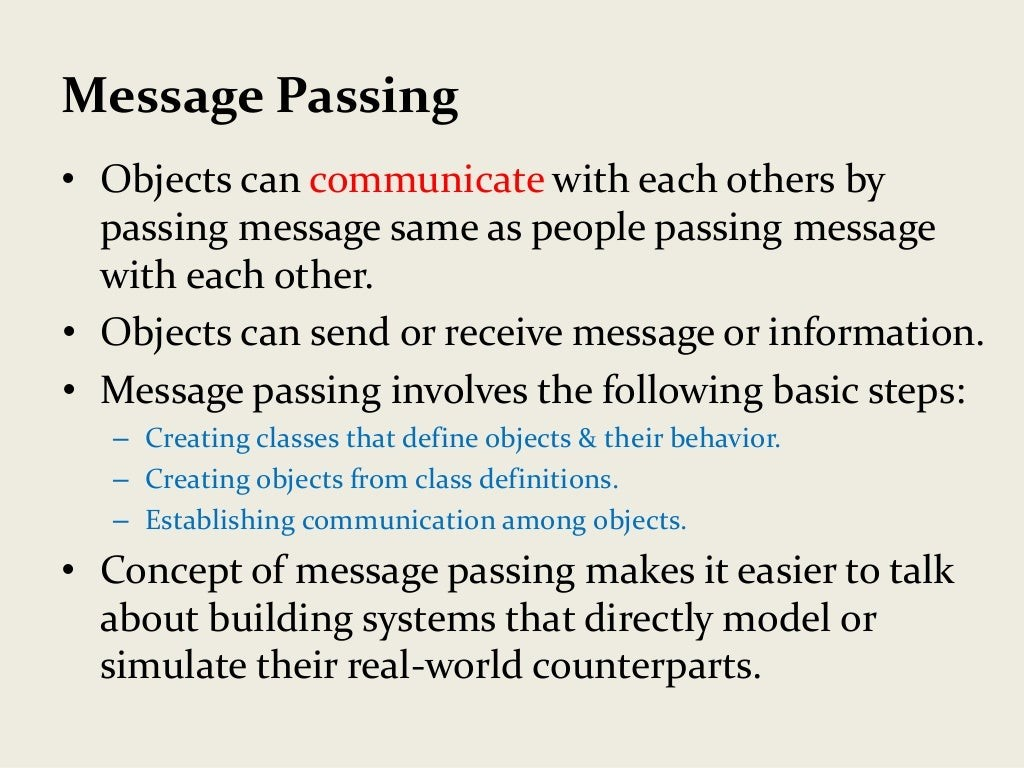 Message Passing
• Objects can communicate with each others by
passing message same as people passing message
with each other.
• Objects can send or receive message or information.
• Message passing involves the following basic steps:
– Creating classes that define objects & their behavior.
– Creating objects from class definitions.
– Establishing communication among objects.
• Concept of message passing makes it easier to talk
about building systems that directly model or
simulate their real-world counterparts.